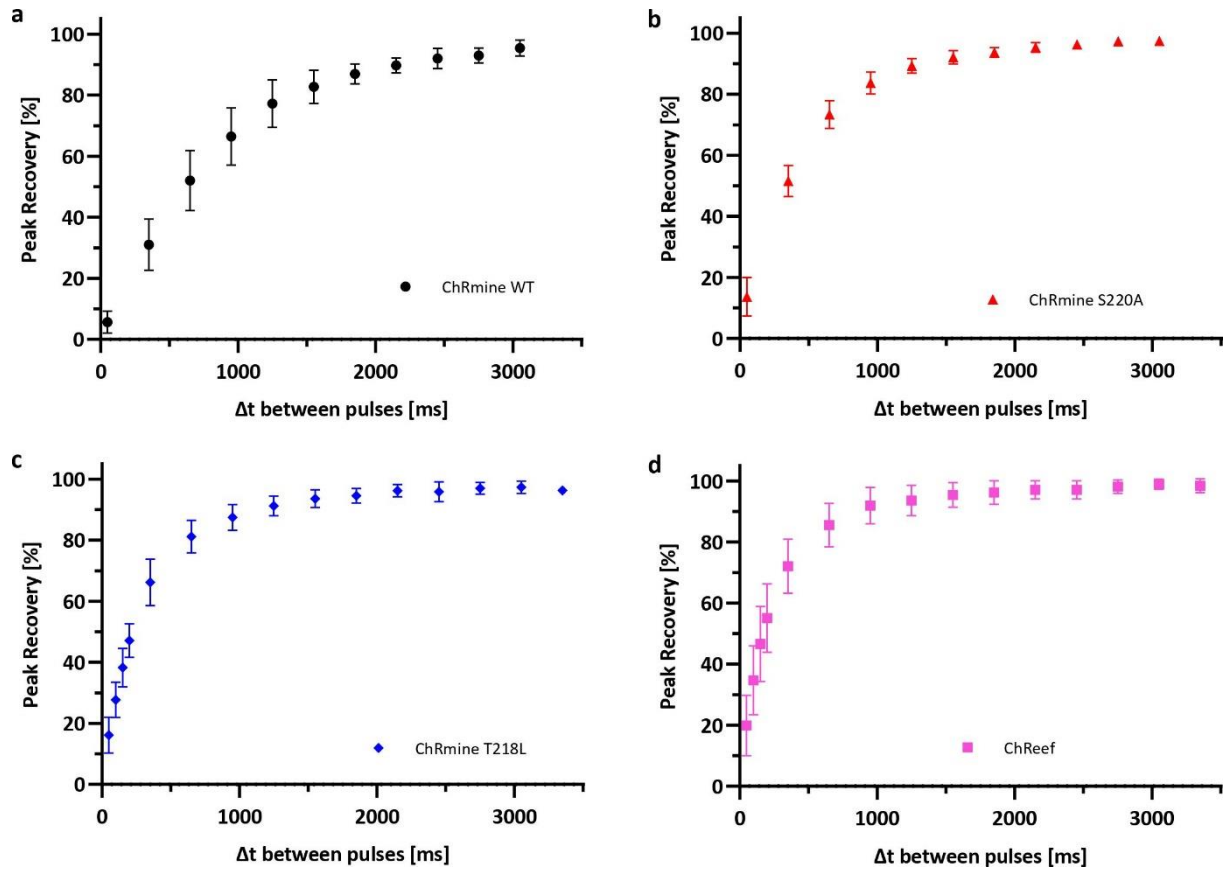 a
100
80
60
40
20
0
Peak Recovery [%]
ChRmine WT
0 1000 2000 3000
Δt between pulses [ms]
b
100
80
60
40
20
0
Peak Recovery [%]
ChRmine S220A
0 1000 2000 3000
Δt between pulses [ms]
c
100
80
60
40
20
0
Peak Recovery [%]
ChRmine T218L
0 1000 2000 3000
Δt between pulses [ms]
d
100
80
60
40
20
0
Peak Recovery [%]
ChReef
0 1000 2000 3000
Δt between pulses [ms]